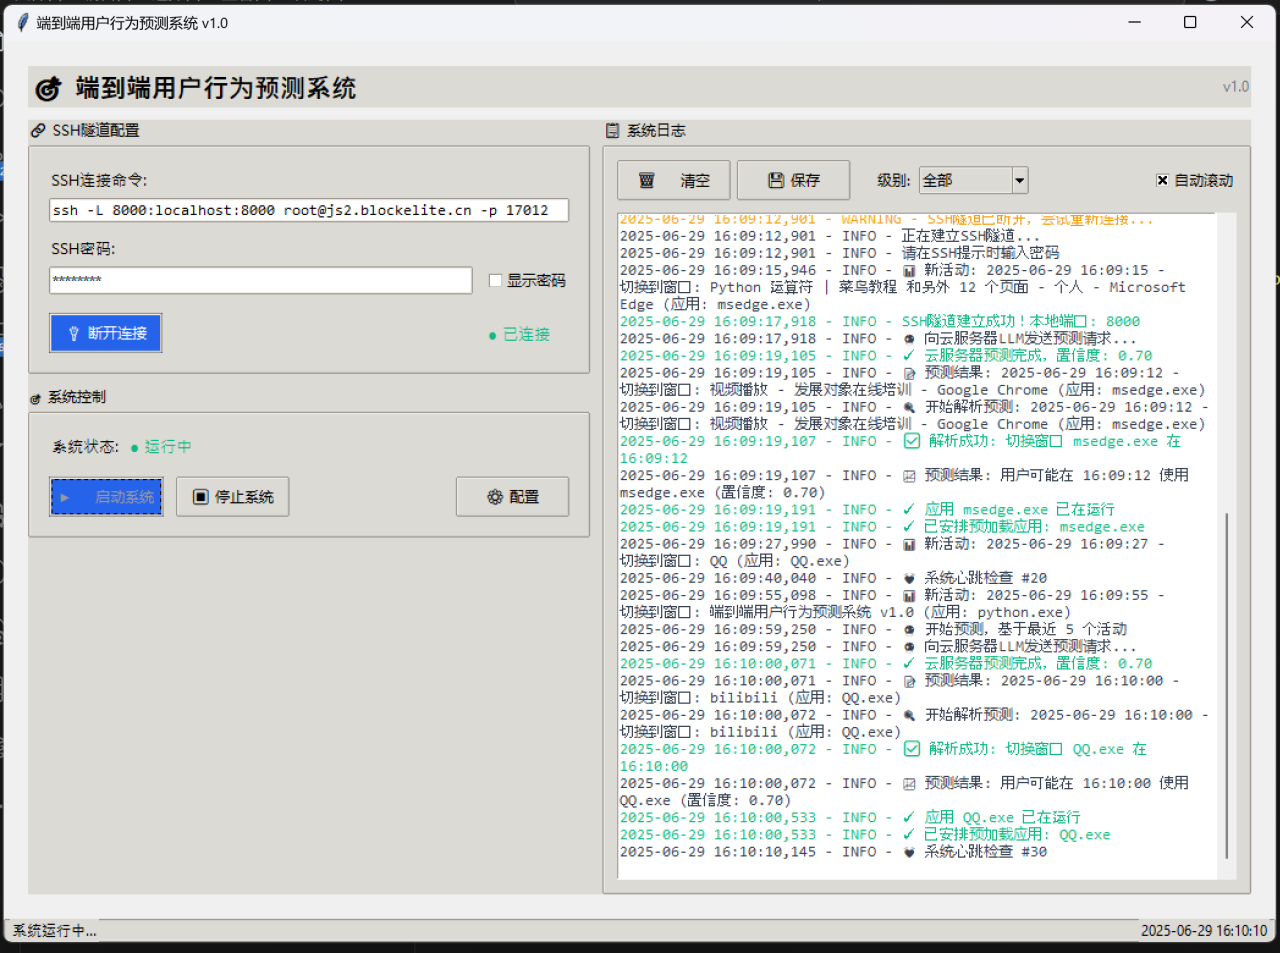 端到端用户行为预测系统 v1.0
端到端用户行为预测系统
v1.0
SSH隧道配置
SSH连接命令:
ssh -L 8000:localhost:8000 root@js2.blockelite.cn -p 17012
SSH密码:
********
显示密码
断开连接
● 已连接
系统控制
系统状态: ● 运行中
启动系统
停止系统
配置
系统日志
清空
保存
级别: 全部
自动滚动
2025-06-29 16:09:12,901 - WARNING - SSH隧道已断开, 尝试重新连接...
2025-06-29 16:09:12,901 - INFO - 正在建立SSH隧道...
2025-06-29 16:09:12,901 - INFO - 请在SSH提示时输入密码
2025-06-29 16:09:15,946 - INFO - 📊 新活动: 2025-06-29 16:09:15 -
切换到窗口: Python 运算符 | 菜鸟教程 和另外 12 个页面 - 个人 - Microsoft
Edge (应用: msedge.exe)
2025-06-29 16:09:17,918 - INFO - SSH隧道建立成功！本地端口: 8000
2025-06-29 16:09:17,918 - INFO - 向云服务器LLM发送预测请求...
2025-06-29 16:09:19,105 - INFO - ✓ 云服务器预测完成, 置信度: 0.70
2025-06-29 16:09:19,105 - INFO - 📝 预测结果: 2025-06-29 16:09:12 -
切换到窗口: 视频播放 - 发展对象在线培训 - Google Chrome (应用: msedge.exe)
2025-06-29 16:09:19,105 - INFO - 🔍 开始解析预测: 2025-06-29 16:09:12 -
切换到窗口: 视频播放 - 发展对象在线培训 - Google Chrome (应用: msedge.exe)
2025-06-29 16:09:19,107 - INFO - ✅ 解析成功: 切换窗口 msedge.exe 在
16:09:12
2025-06-29 16:09:19,107 - INFO - 预测结果: 用户可能在 16:09:12 使用
msedge.exe (置信度: 0.70)
2025-06-29 16:09:19,191 - INFO - ✓ 应用 msedge.exe 已在运行
2025-06-29 16:09:19,191 - INFO - ✓ 已安排预加载应用: msedge.exe
2025-06-29 16:09:27,990 - INFO - 📊 新活动: 2025-06-29 16:09:27 -
切换到窗口: QQ (应用: QQ.exe)
2025-06-29 16:09:40,040 - INFO - 系统心跳检查 #20
2025-06-29 16:09:55,098 - INFO - 📊 新活动: 2025-06-29 16:09:55 -
切换到窗口: 端到端用户行为预测系统 v1.0 (应用: python.exe)
2025-06-29 16:09:59,250 - INFO - 开始预测, 基于最近 5 个活动
2025-06-29 16:09:59,250 - INFO - 向云服务器LLM发送预测请求...
2025-06-29 16:10:00,071 - INFO - ✓ 云服务器预测完成, 置信度: 0.70
2025-06-29 16:10:00,071 - INFO - 📝 预测结果: 2025-06-29 16:10:00 -
切换到窗口: bilibili (应用: QQ.exe)
2025-06-29 16:10:00,072 - INFO - 🔍 开始解析预测: 2025-06-29 16:10:00 -
切换到窗口: bilibili (应用: QQ.exe)
2025-06-29 16:10:00,072 - INFO - ✅ 解析成功: 切换窗口 QQ.exe 在
16:10:00
2025-06-29 16:10:00,072 - INFO - 预测结果: 用户可能在 16:10:00 使用
QQ.exe (置信度: 0.70)
2025-06-29 16:10:00,533 - INFO - ✓ 应用 QQ.exe 已在运行
2025-06-29 16:10:00,533 - INFO - ✓ 已安排预加载应用: QQ.exe
2025-06-29 16:10:10,145 - INFO - 系统心跳检查 #30
系统运行中...
2025-06-29 16:10:10